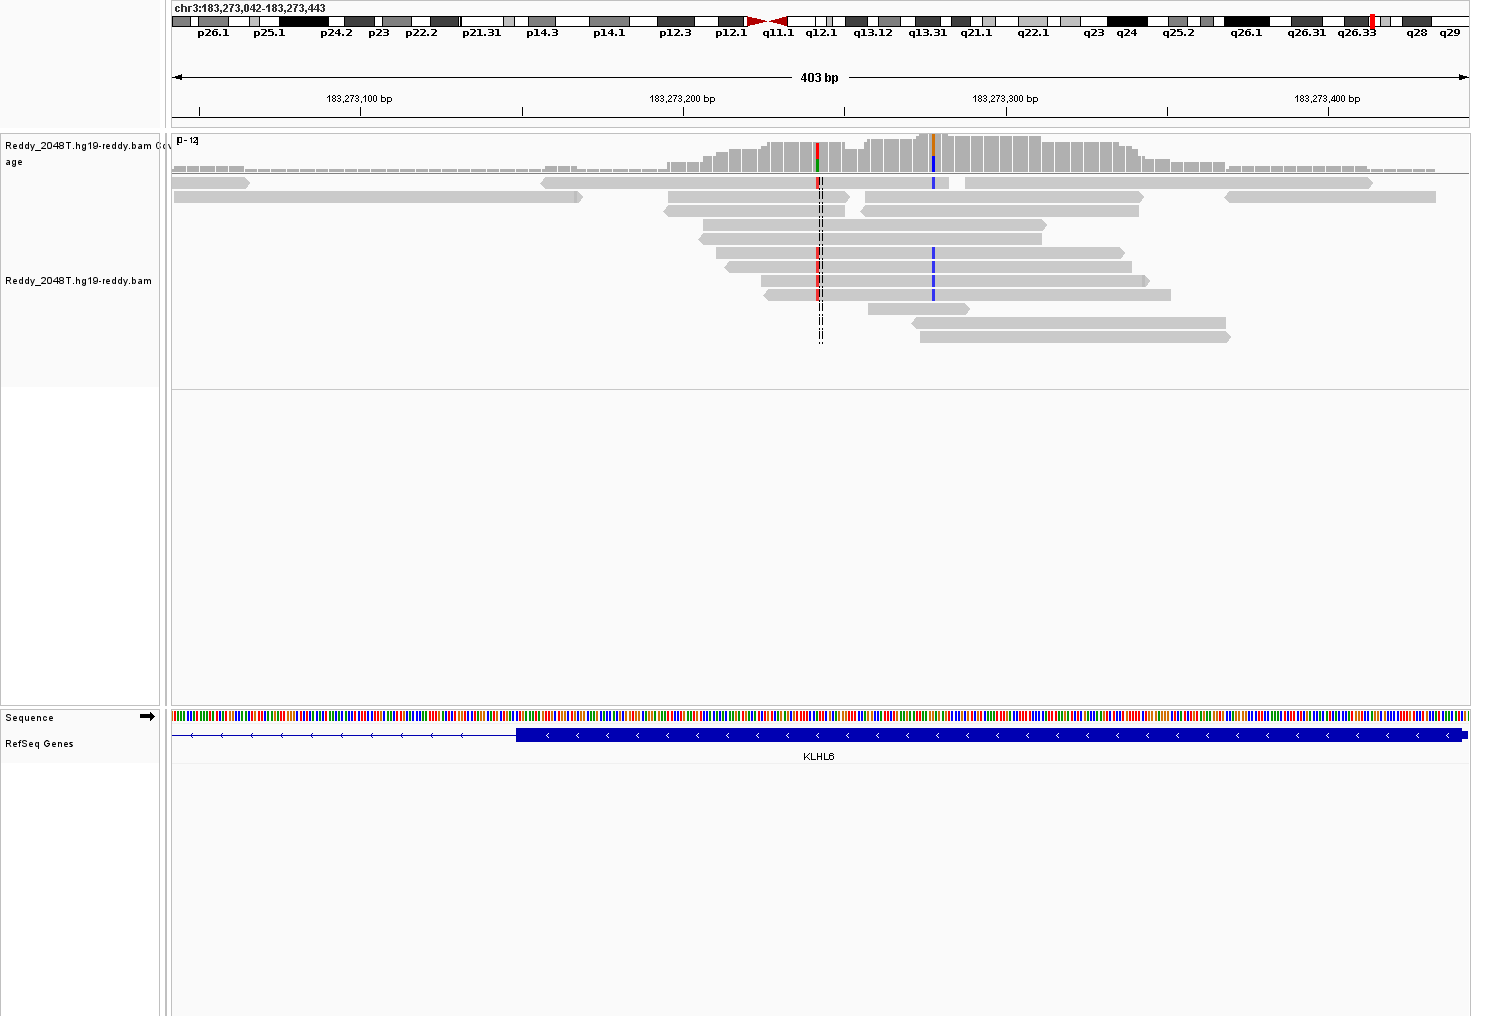 chr3:183,273,042-183,273,443
p26.1 p25.1 p24.2 p23 p22.2 p21.31 p14.3 p14.1 p12.3 p12.1 q11.1 q12.1 q13.12 q13.31 q21.1 q22.1 q23 q24 q25.2 q26.1 q26.31 q26.33 q28 q29
403 bp
183,273,100 bp 183,273,200 bp 183,273,300 bp 183,273,400 bp
[0 - 12]
Reddy_2048T.hg19-reddy.bam Cov
age
Reddy_2048T.hg19-reddy.bam
Sequence
RefSeq Genes
KLHL6